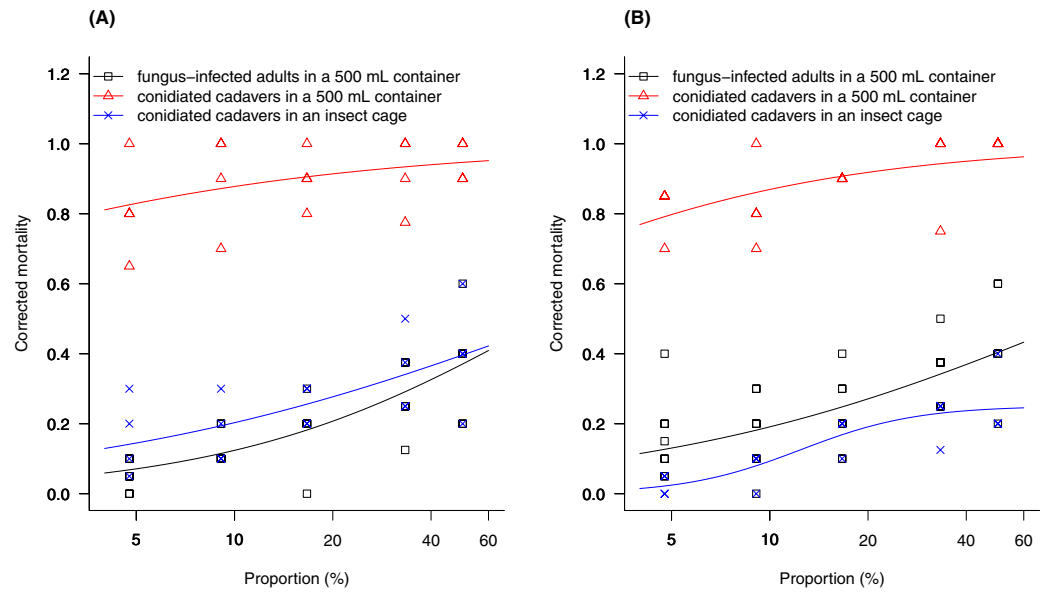 (A)
fungus−infected adults in a 500 mL container
conidiated cadavers in a 500 mL container
conidiated cadavers in an insect cage
Corrected mortality
1.2
1.0
0.8
0.6
0.4
0.2
0.0
5 10 20 40 60
Proportion (%)
(B)
fungus−infected adults in a 500 mL container
conidiated cadavers in a 500 mL container
conidiated cadavers in an insect cage
Corrected mortality
1.2
1.0
0.8
0.6
0.4
0.2
0.0
5 10 20 40 60
Proportion (%)